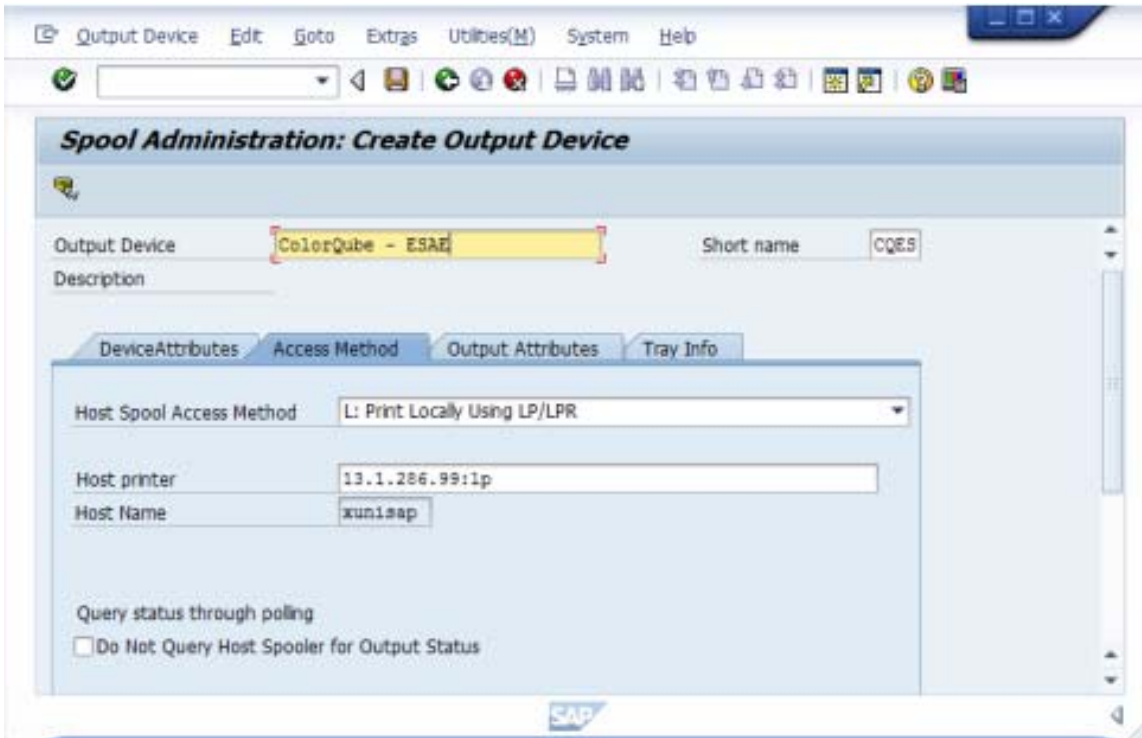 Output Device Edit Goto Extras Utilities(M) System Help
Spool Administration: Create Output Device
Output Device ColorQube - ESAE Short name CQES
Description
DeviceAttributes Access Method Output Attributes Tray Info
Host Spool Access Method L: Print Locally Using LP/LPR
Host printer 13.1.286.99:lp
Host Name xunisap
Query status through polling
Do Not Query Host Spooler for Output Status
SAP